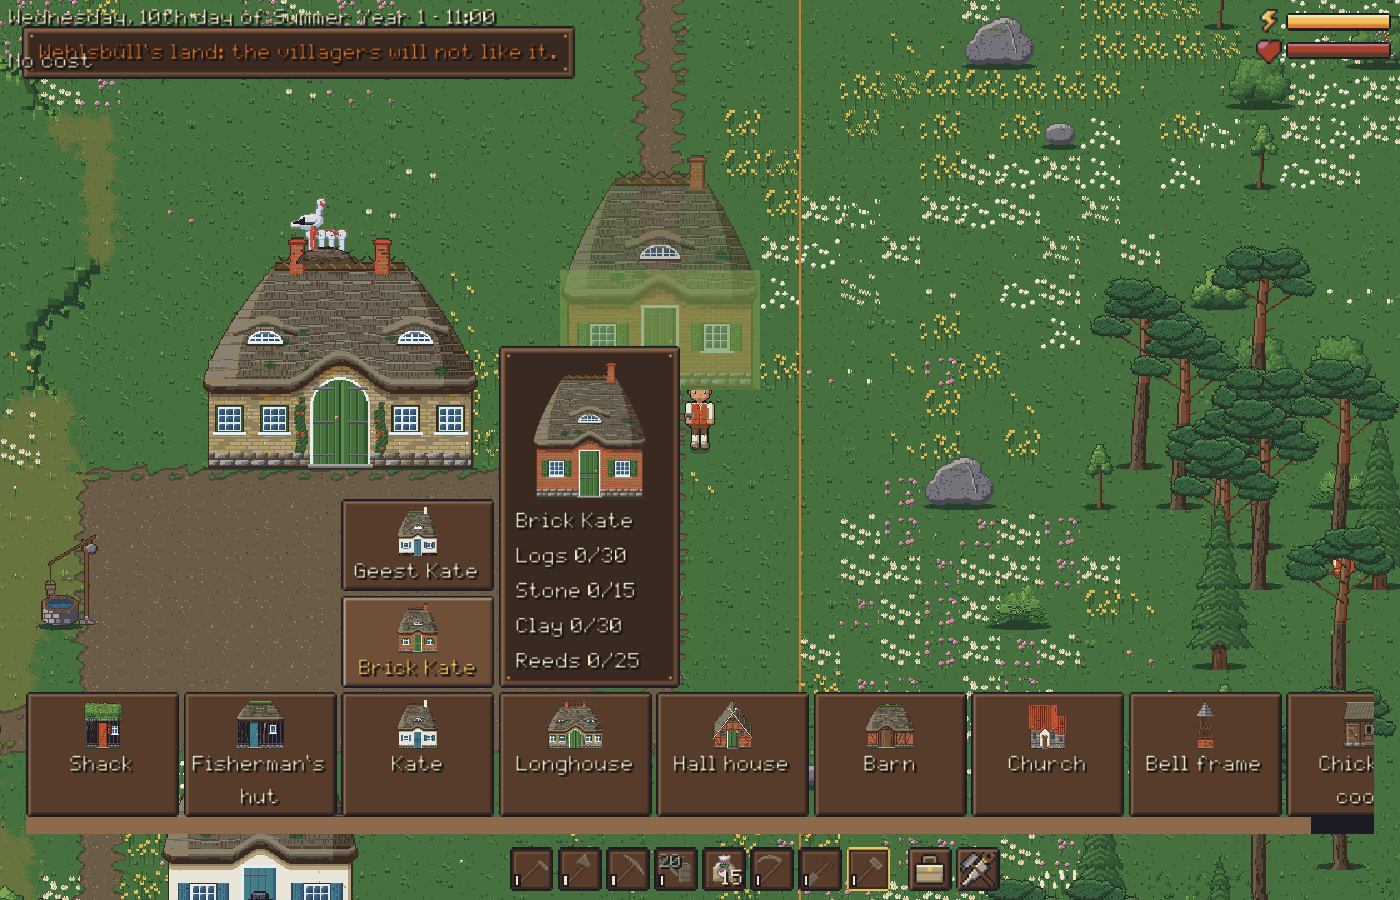 Wednesday, 10th day of Summer Year 1 - 11:00
Wehlsbüll's land: the villagers will not like it.
No cost
Geest Kate
Brick Kate
Brick Kate
Logs 0/30
Stone 0/15
Clay 0/30
Reeds 0/25
Shack
Fisherman's
hut
Kate
Longhouse
Hall house
Barn
Church
Bell frame
Chick
coo
20
15